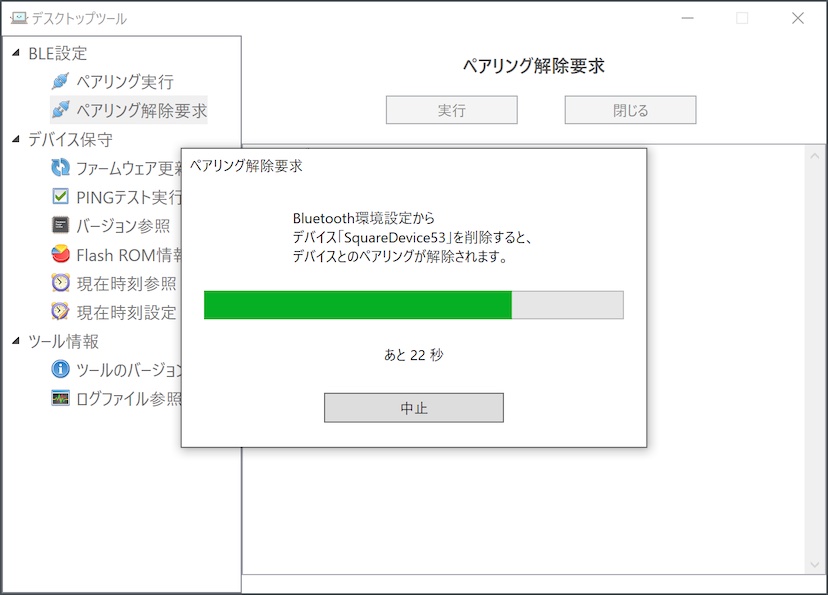 デスクトップツール
BLE設定
ペアリング実行
ペアリング解除要求
デバイス保守
ファームウェア更
PINGテスト実行
バージョン参照
Flash ROM情
現在時刻参照
現在時刻設定
ツール情報
ツールのバージョン
ログファイル参照
ペアリング解除要求
実行
閉じる
ペアリング解除要求
Bluetooth環境設定から
デバイス「SquareDevice53」を削除すると、
デバイスとのペアリングが解除されます。
あと 22 秒
中止